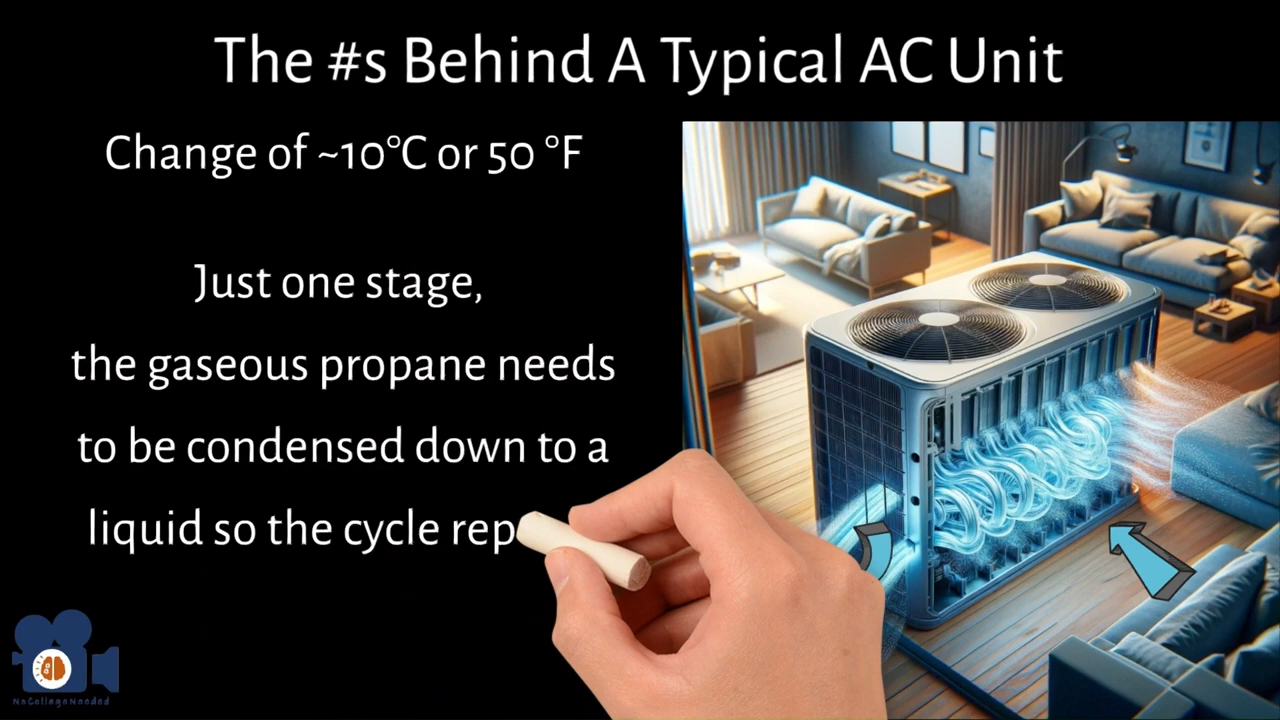 The #s Behind A Typical AC Unit
Change of ~10°C or 50 °F
Just one stage,
the gaseous propane needs
to be condensed down to a
liquid so the cycle rep
NoCollegeNeeded